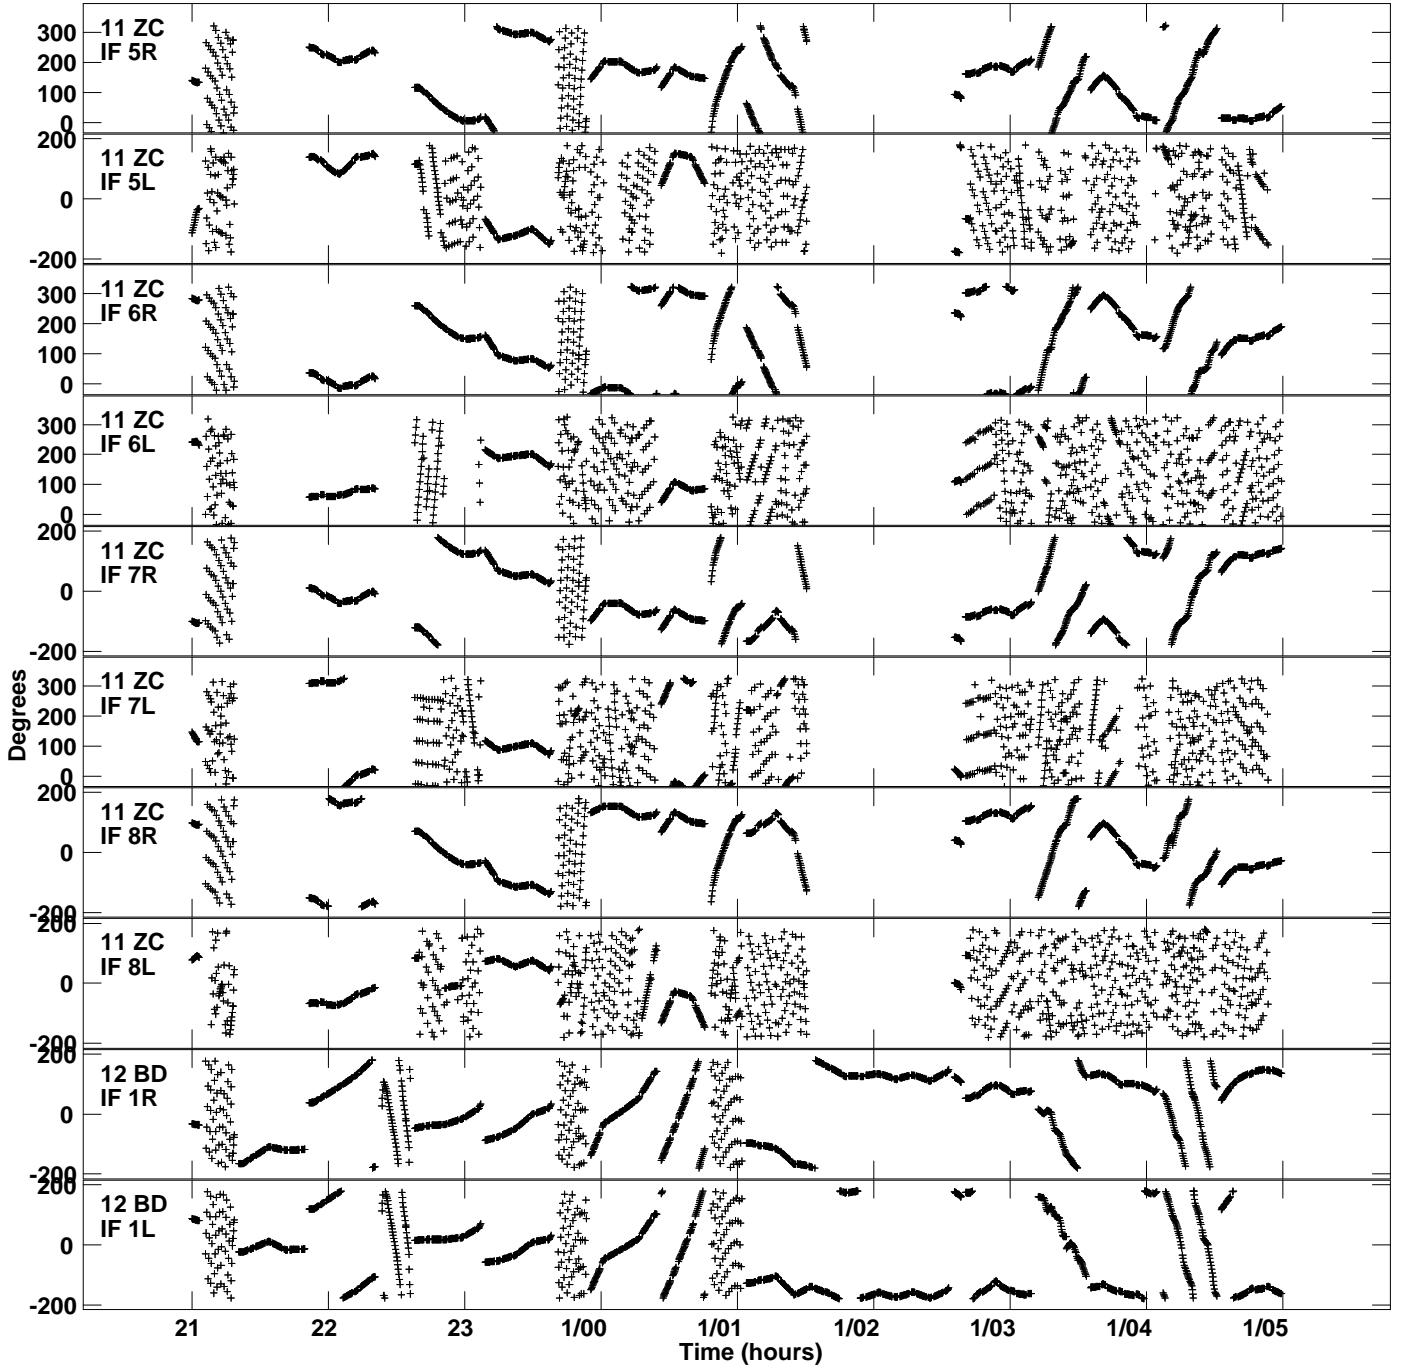 11 ZC
IF 5R
300
200
100
0
11 ZC
IF 5L
200
0
-200
11 ZC
IF 6R
300
200
100
0
11 ZC
IF 6L
300
200
100
0
11 ZC
IF 7R
200
0
-200
11 ZC
IF 7L
300
200
100
0
11 ZC
IF 8R
200
0
-200
11 ZC
IF 8L
200
0
-200
12 BD
IF 1R
200
0
-200
12 BD
IF 1L
200
0
-200
Degrees
21 22 23 1/00 1/01 1/02 1/03 1/04 1/05
Time (hours)